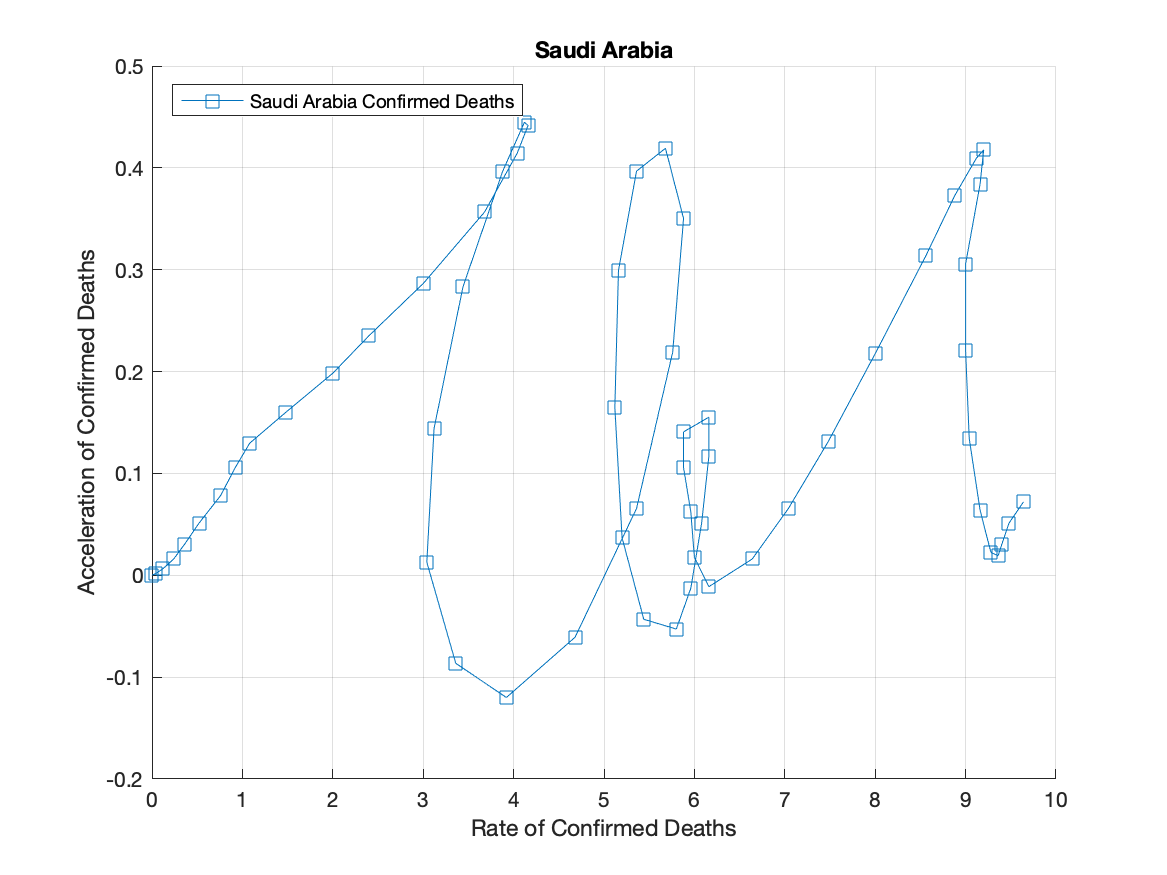 Saudi Arabia
Saudi Arabia Confirmed Deaths
Acceleration of Confirmed Deaths
0.5
0.4
0.3
0.2
0.1
0
-0.1
-0.2
0 1 2 3 4 5 6 7 8 9 10
Rate of Confirmed Deaths